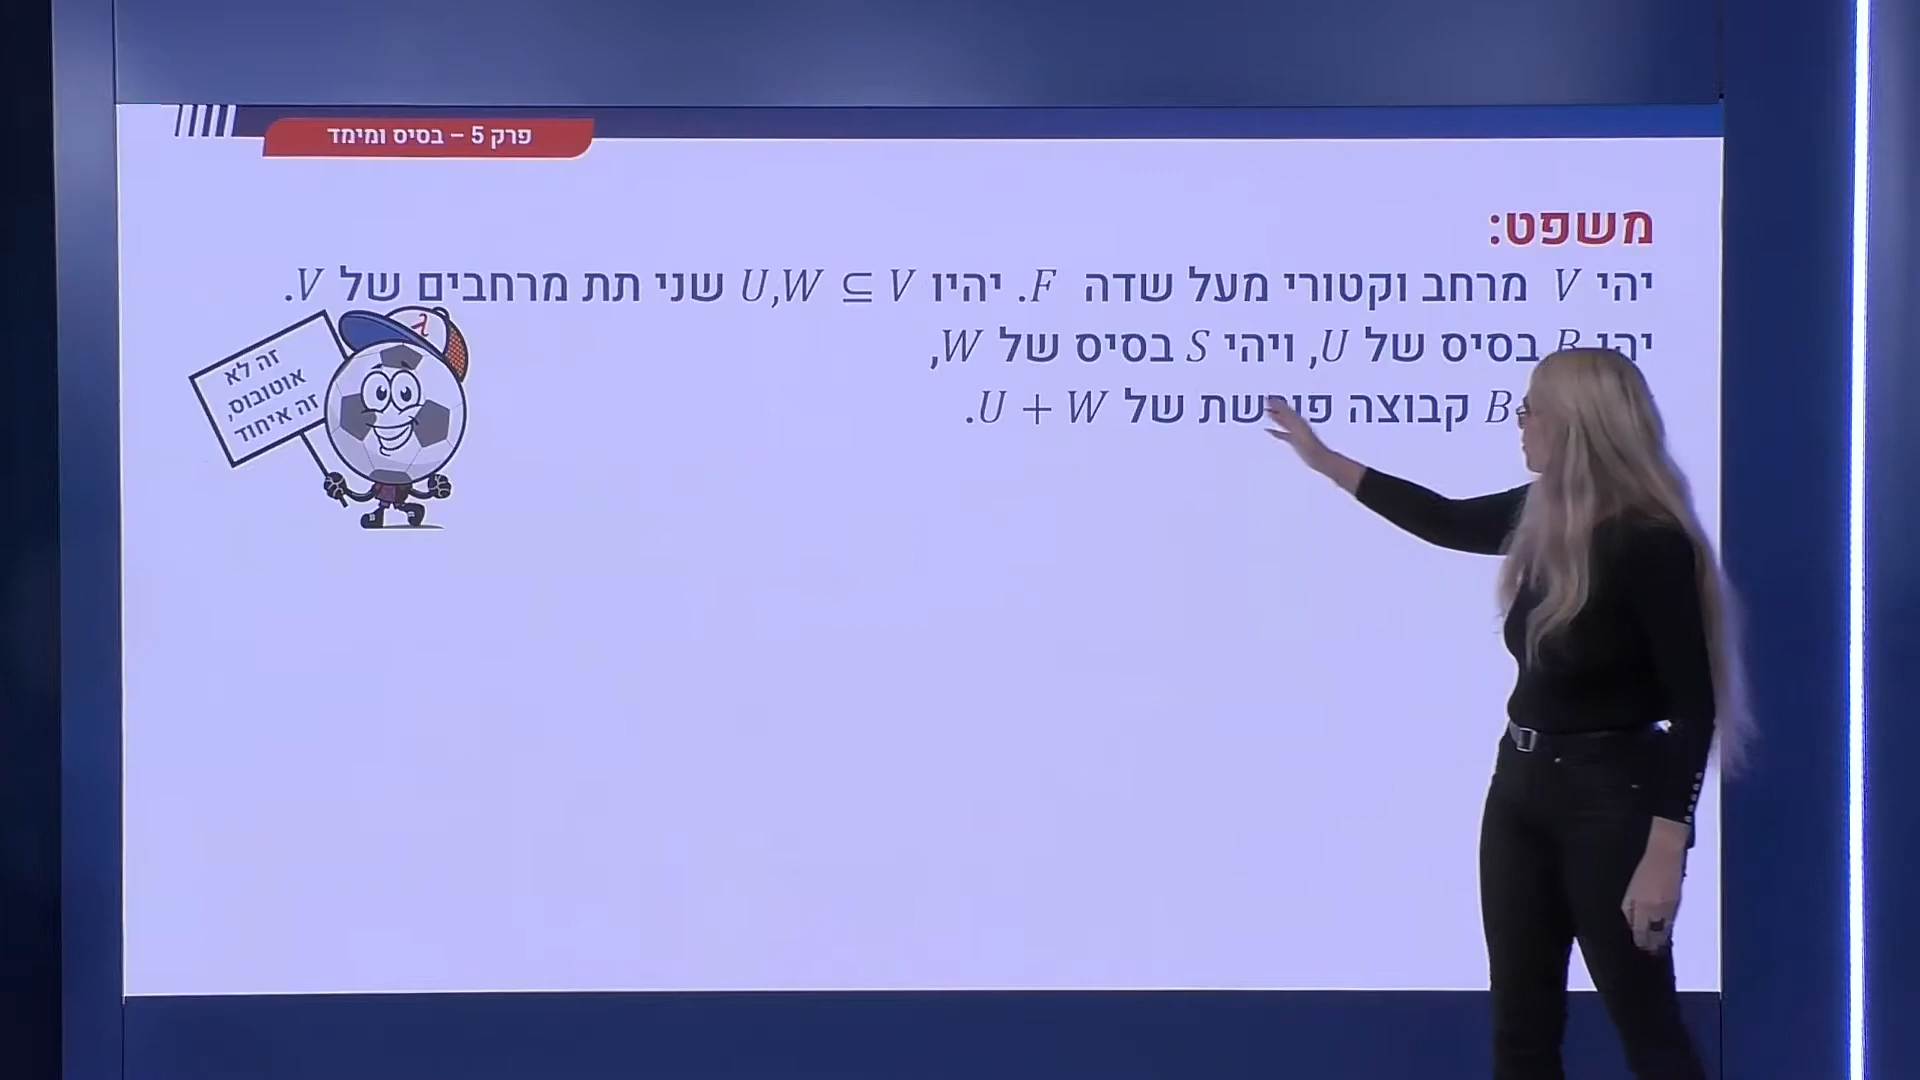 פרק 5 – בסיס ומימד
משפט:
יהי V מרחב וקטורי מעל שדה F. יהיו U,W ⊆ V שני תת מרחבים של V.
יהי B בסיס של U, ויהי S בסיס של W,
B קבוצה פורשת של U + W.
זה לא
אוטובוס,
זה איחוד